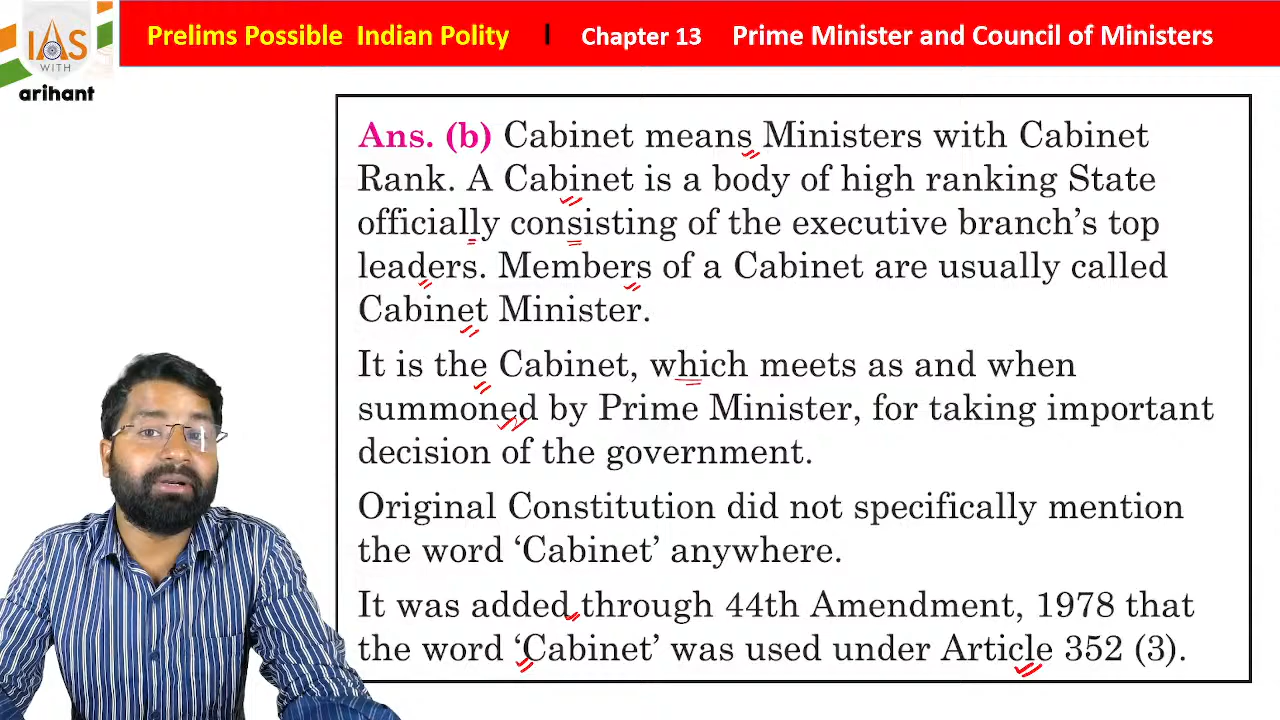 IAS
WITH
arihant
Prelims Possible Indian Polity | Chapter 13 Prime Minister and Council of Ministers
Ans. (b) Cabinet means Ministers with Cabinet
Rank. A Cabinet is a body of high ranking State
officially consisting of the executive branch's top
leaders. Members of a Cabinet are usually called
Cabinet Minister.
It is the Cabinet, which meets as and when
summoned by Prime Minister, for taking important
decision of the government.
Original Constitution did not specifically mention
the word ‘Cabinet’ anywhere.
It was added through 44th Amendment, 1978 that
the word ‘Cabinet’ was used under Article 352 (3).